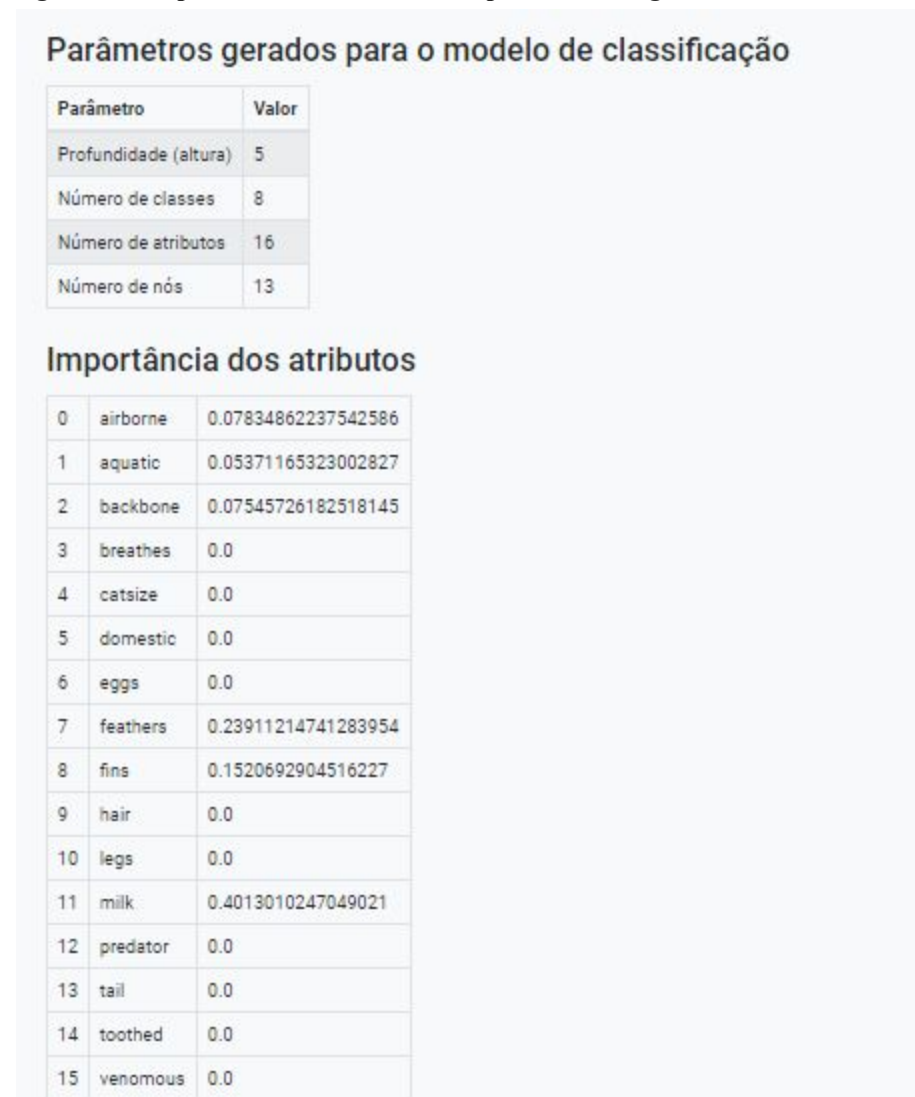 Parâmetros gerados para o modelo de classificação
Parâmetro Valor
Profundidade (altura) 5
Número de classes 8
Número de atributos 16
Número de nós 13
Importância dos atributos
0 airborne 0.07834862237542586
1 aquatic 0.05371165323002827
2 backbone 0.07545726182518145
3 breathes 0.0
4 catsize 0.0
5 domestic 0.0
6 eggs 0.0
7 feathers 0.23911214741283954
8 fins 0.1520692904516227
9 hair 0.0
10 legs 0.0
11 milk 0.4013010247049021
12 predator 0.0
13 tail 0.0
14 toothed 0.0
15 venomous 0.0